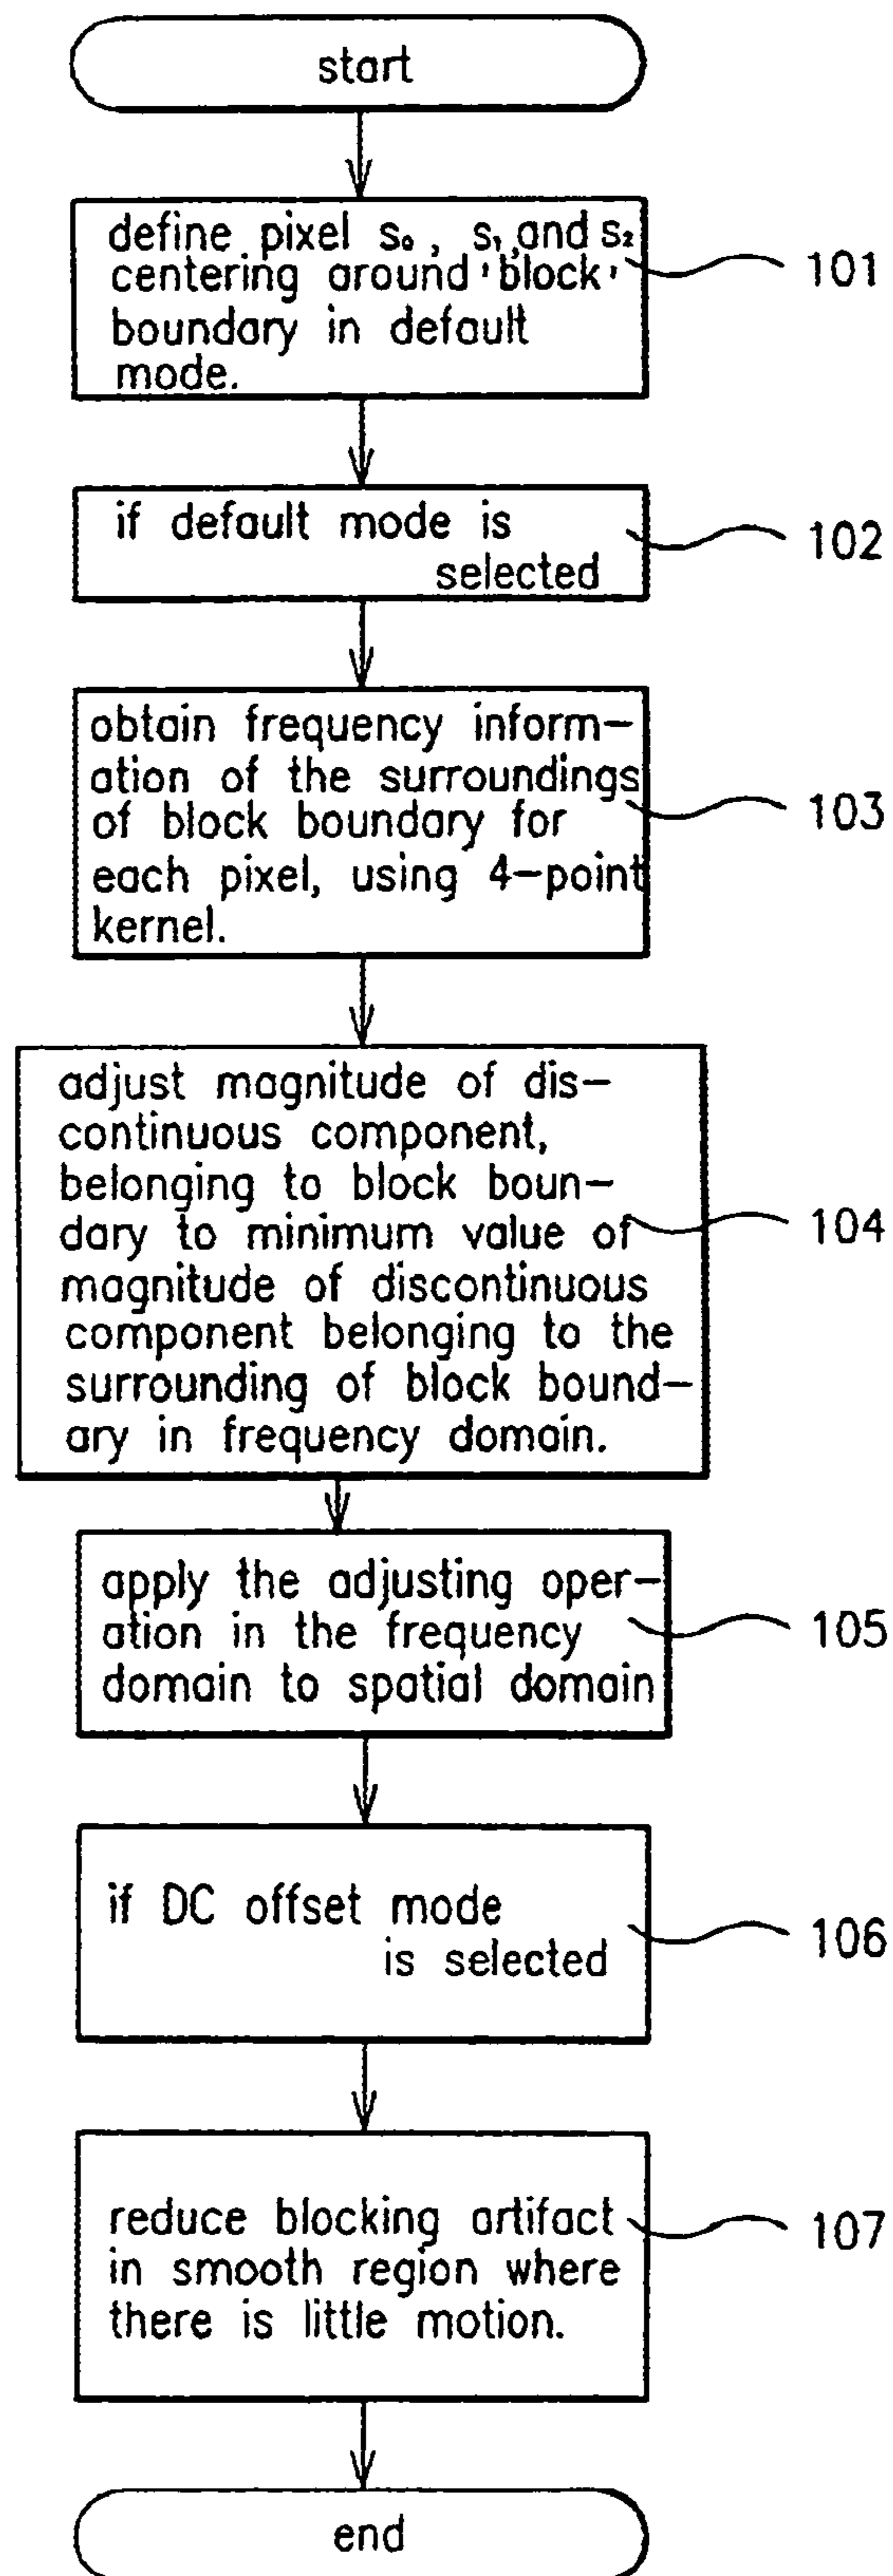 start
define pixel s₀, s₁, and s₂
centering around 'block'
boundary in default
mode.
101
if default mode is
selected
102
obtain frequency inform-
ation of the surroundings
of block boundary for
each pixel, using 4-point
kernel.
103
adjust magnitude of dis-
continuous component,
belonging to block boun-
dary to minimum value of
magnitude of discontinuous
component belonging to the
surrounding of block bound-
ary in frequency domain.
104
apply the adjusting oper-
ation in the frequency
domain to spatial domain
105
if DC offset mode
is selected
106
reduce blocking artifact
in smooth region where
there is little motion.
107
end